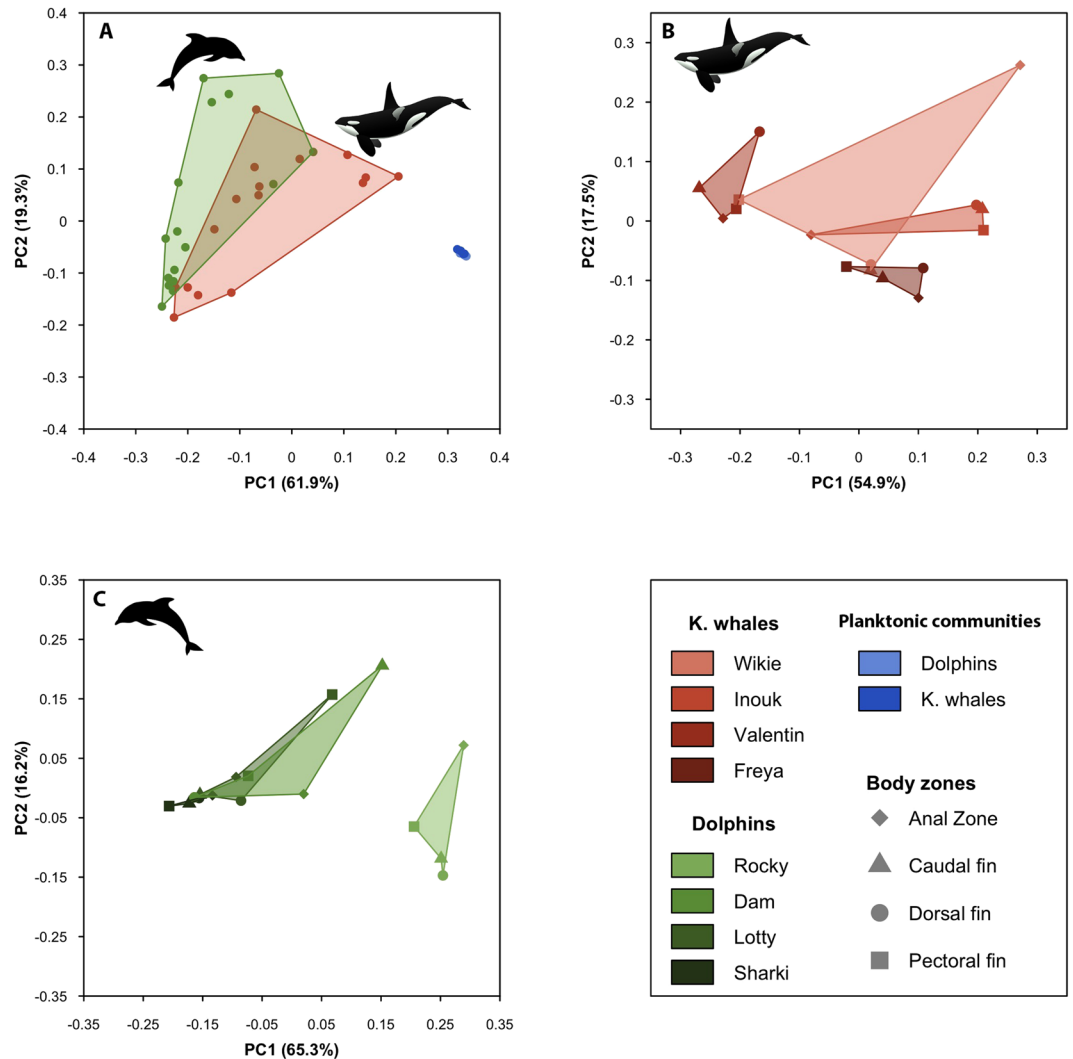 A
0.4
0.3
0.2
0.1
0
-0.1
-0.2
-0.3
-0.4
PC2 (19.3%)
-0.4 -0.3 -0.2 -0.1 0 0.1 0.2 0.3 0.4
PC1 (61.9%)
B
0.3
0.2
0.1
0
-0.1
-0.2
-0.3
PC2 (17.5%)
-0.3 -0.2 -0.1 0 0.1 0.2 0.3
PC1 (54.9%)
C
0.35
0.25
0.15
0.05
-0.05
-0.15
-0.25
-0.35
PC2 (16.2%)
-0.35 -0.25 -0.15 -0.05 0.05 0.15 0.25 0.35
PC1 (65.3%)
K. whales
Wikie
Inouk
Valentin
Freya
Dolphins
Rocky
Dam
Lotty
Sharki
Planktonic communities
Dolphins
K. whales
Body zones
Anal Zone
Caudal fin
Dorsal fin
Pectoral fin